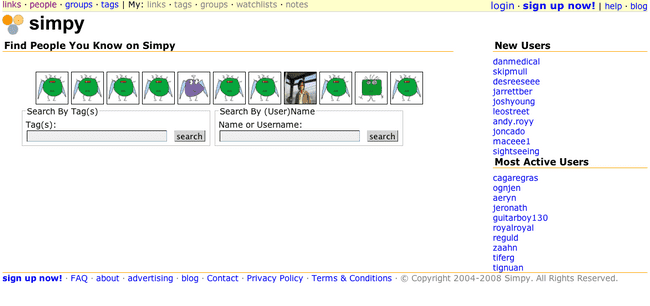 links · people · groups · tags | My: links · tags · groups · watchlists · notes
login · sign up now! | help · blog
simpy
Find People You Know on Simpy
Search By Tag(s)
Tag(s):
search
Search By (User)Name
Name or Username:
search
New Users
danmedical
skipmull
desreeseee
jarrettber
joshyoung
leostreet
andy.royy
joncado
maceee1
sightseeing
Most Active Users
cagaregras
ognjen
aeryn
jeronath
guitarboy130
royalroyal
reguld
zaahn
tiferg
tignuan
sign up now! · FAQ · about · advertising · blog · Contact · Privacy Policy · Terms & Conditions · © Copyright 2004-2008 Simpy. All Rights Reserved.